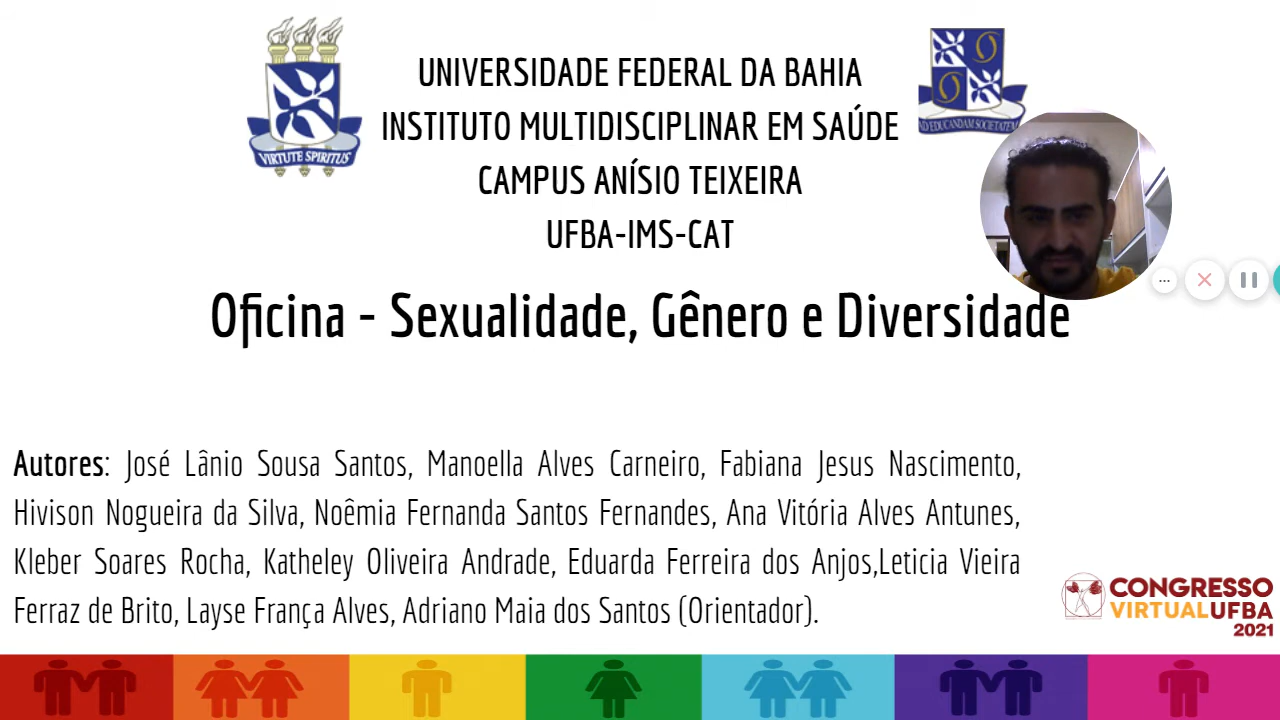 UNIVERSIDADE FEDERAL DA BAHIA
INSTITUTO MULTIDISCIPLINAR EM SAÚDE
CAMPUS ANÍSIO TEIXEIRA
UFBA-IMS-CAT
VIRTUTE SPIRITUS
EDUCANDAM SOCIETATEM
Oficina - Sexualidade, Gênero e Diversidade
Autores: José Lânio Sousa Santos, Manoella Alves Carneiro, Fabiana Jesus Nascimento,
Hivison Nogueira da Silva, Noêmia Fernanda Santos Fernandes, Ana Vitória Alves Antunes,
Kleber Soares Rocha, Katheley Oliveira Andrade, Eduarda Ferreira dos Anjos,Leticia Vieira
Ferraz de Brito, Layse França Alves, Adriano Maia dos Santos (Orientador).
CONGRESSO
VIRTUALUFBA
2021